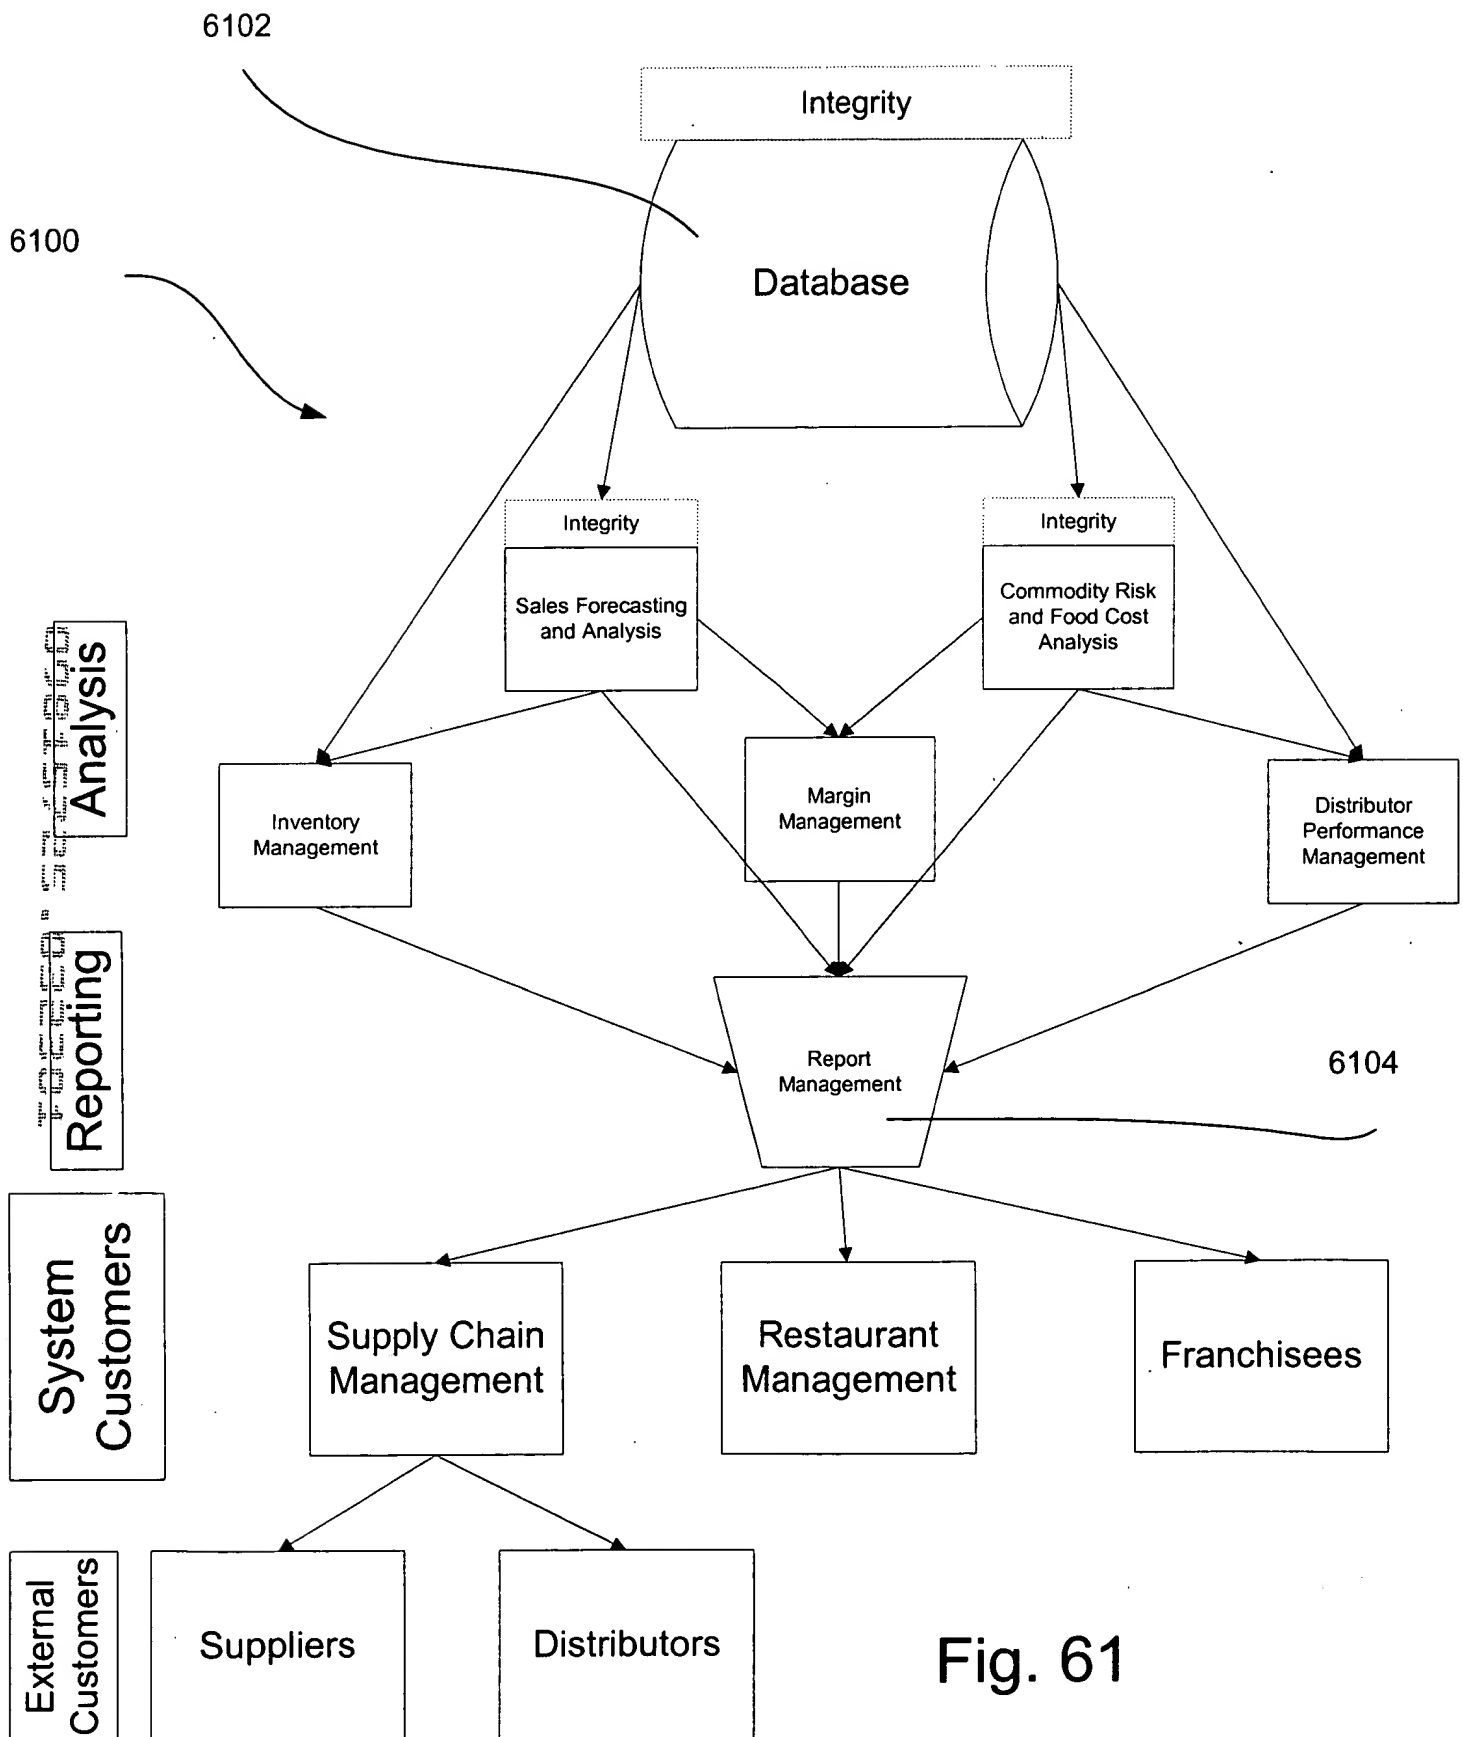 6102
Integrity
6100
Database
Integrity
Integrity
Sales Forecasting
and Analysis
Commodity Risk
and Food Cost
Analysis
Analysis
Inventory
Management
Margin
Management
Distributor
Performance
Management
Reporting
Report
Management
6104
System
Customers
Supply Chain
Management
Restaurant
Management
Franchisees
External
Customers
Suppliers
Distributors
Fig. 61